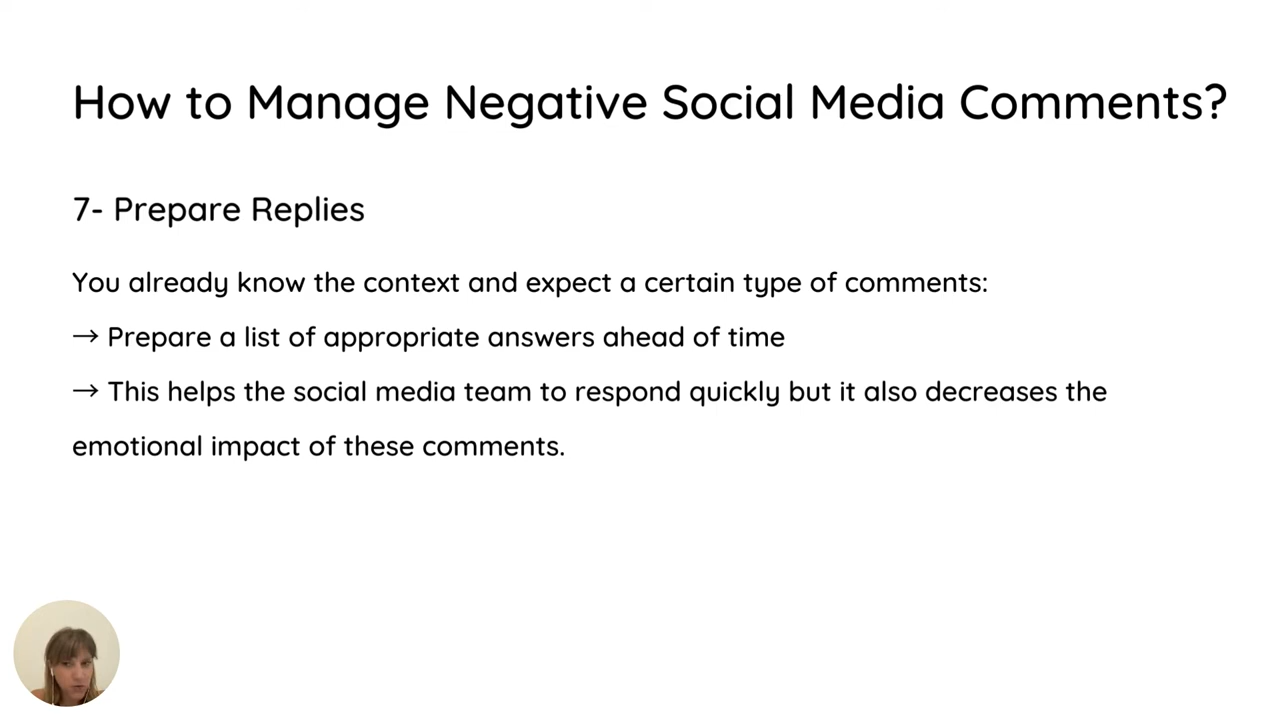 How to Manage Negative Social Media Comments?
7- Prepare Replies
You already know the context and expect a certain type of comments:
→ Prepare a list of appropriate answers ahead of time
→ This helps the social media team to respond quickly but it also decreases the
emotional impact of these comments.